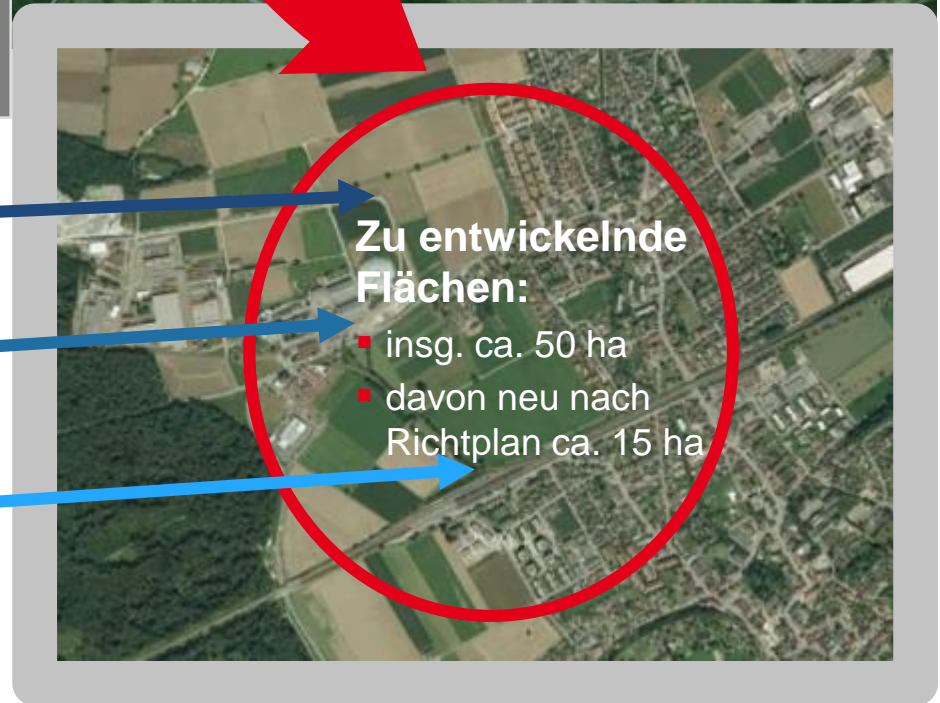 Zu entwickelnde
Flächen:
▪ insg. ca. 50 ha
▪ davon neu nach
Richtplan ca. 15 ha